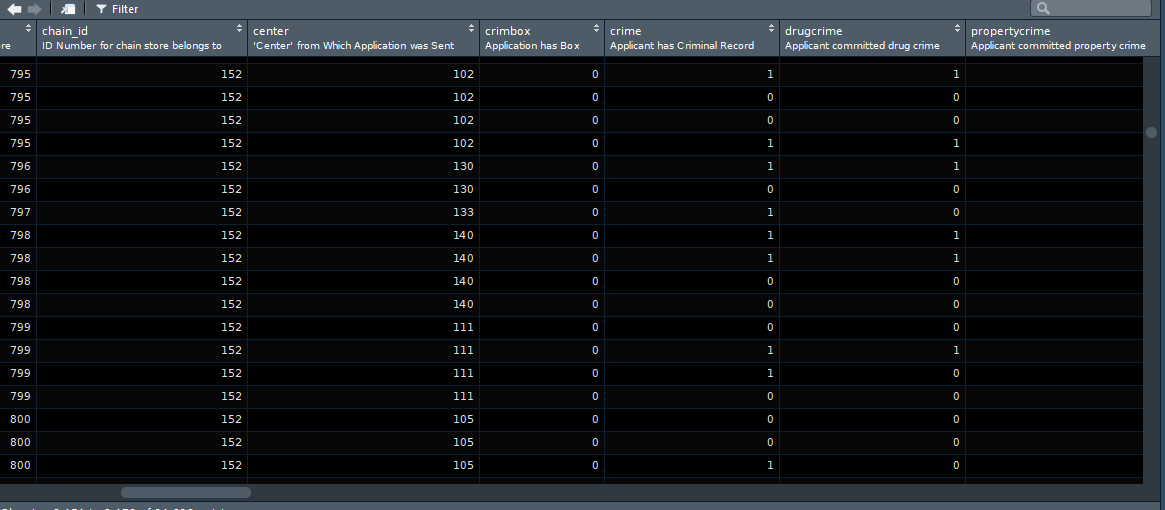 Filter
chain_id center crimbox crime drugcrime propertycrime
re ID Number for chain store belongs to 'Center' from Which Application was Sent Application has Box Applicant has Criminal Record Applicant committed drug crime Applicant committed property crime
795 152 102 0 1 1
795 152 102 0 0 0
795 152 102 0 0 0
795 152 102 0 1 1
796 152 130 0 1 1
796 152 130 0 0 0
797 152 133 0 1 0
798 152 140 0 1 1
798 152 140 0 1 1
798 152 140 0 0 0
798 152 140 0 0 0
799 152 111 0 0 0
799 152 111 0 1 1
799 152 111 0 1 0
799 152 111 0 0 0
800 152 105 0 0 0
800 152 105 0 0 0
800 152 105 0 1 0